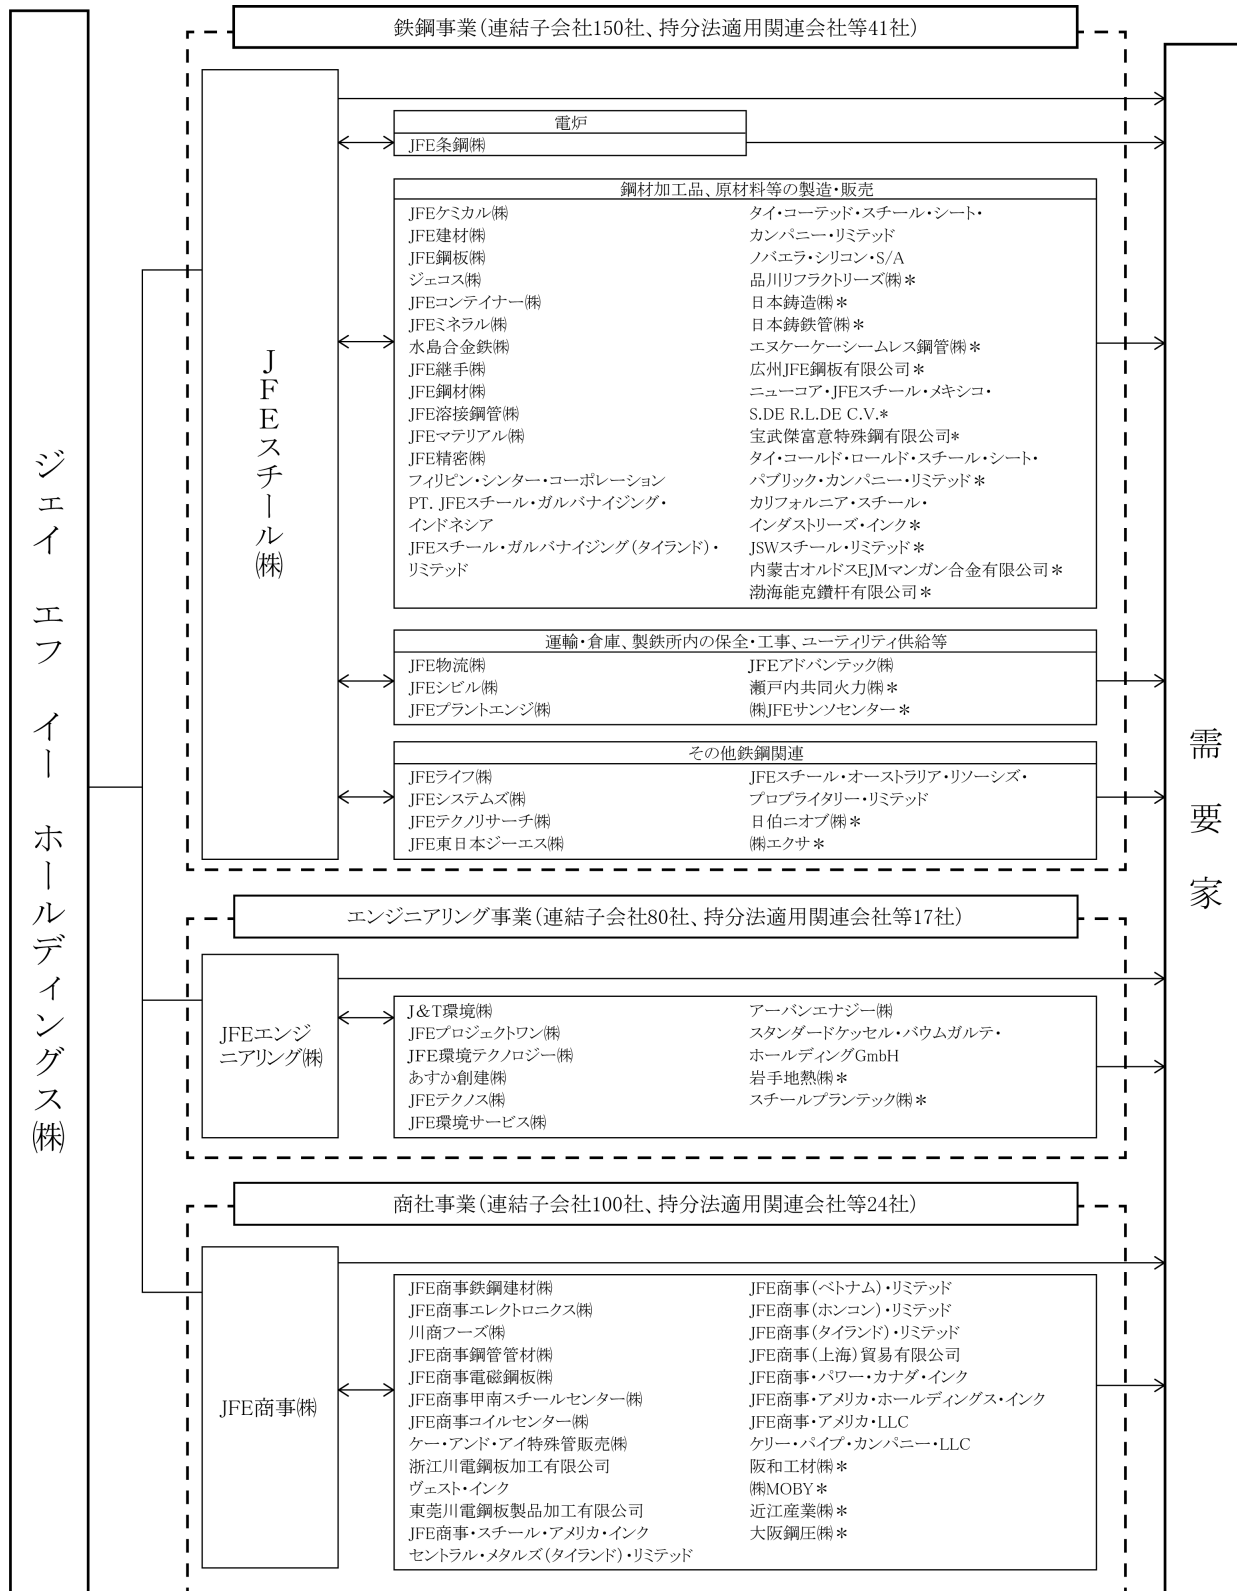 ジェイ エフ イー ホールディングス㈱
鉄鋼事業(連結子会社150社、持分法適用関連会社等41社)
JFEスチール㈱
電炉
JFE条鋼㈱
鋼材加工品、原材料等の製造・販売
JFEケミカル㈱
JFE建材㈱
JFE鋼板㈱
ジェコス㈱
JFEコンテイナー㈱
JFEミネラル㈱
水島合金鉄㈱
JFE継手㈱
JFE鋼材㈱
JFE溶接鋼管㈱
JFEマテリアル㈱
JFE精密㈱
フィリピン・シンター・コーポレーション
PT. JFEスチール・ガルバナイジング・
インドネシア
JFEスチール・ガルバナイジング(タイランド)・
リミテッド
タイ・コーテッド・スチール・シート・
カンパニー・リミテッド
ノバエラ・シリコン・S/A
品川リフラクトリーズ㈱＊
日本鋳造㈱＊
日本鋳鉄管㈱＊
エヌケーケーシームレス鋼管㈱＊
広州JFE鋼板有限公司＊
ニューコア・JFEスチール・メキシコ・
S.DE R.L.DE C.V.*
宝武傑富意特殊鋼有限公司*
タイ・コールド・ロールド・スチール・シート・
パブリック・カンパニー・リミテッド＊
カリフォルニア・スチール・
インダストリーズ・インク＊
JSWスチール・リミテッド＊
内蒙古オルドスEJMマンガン合金有限公司＊
渤海能克鑽杆有限公司＊
運輸・倉庫、製鉄所内の保全・工事、ユーティリティ供給等
JFE物流㈱
JFEシビル㈱
JFEプラントエンジ㈱
JFEアドバンテック㈱
瀬戸内共同火力㈱＊
㈱JFEサンソセンター＊
その他鉄鋼関連
JFEライフ㈱
JFEシステムズ㈱
JFEテクノリサーチ㈱
JFE東日本ジーエス㈱
JFEスチール・オーストラリア・リソーシズ・
プロプライタリー・リミテッド
日伯ニオブ㈱＊
㈱エクサ＊
エンジニアリング事業(連結子会社80社、持分法適用関連会社等17社)
JFEエンジ
ニアリング㈱
J&T環境㈱
JFEプロジェクトワン㈱
JFE環境テクノロジー㈱
あすか創建㈱
JFEテクノス㈱
JFE環境サービス㈱
アーバンエナジー㈱
スタンダードケッセル・バウムガルテ・
ホールディングGmbH
岩手地熱㈱＊
スチールプランテック㈱＊
商社事業(連結子会社100社、持分法適用関連会社等24社)
JFE商事㈱
JFE商事鉄鋼建材㈱
JFE商事エレクトロニクス㈱
川商フーズ㈱
JFE商事鋼管管材㈱
JFE商事電磁鋼板㈱
JFE商事甲南スチールセンター㈱
JFE商事コイルセンター㈱
ケー・アンド・アイ特殊管販売㈱
浙江川電鋼板加工有限公司
ヴェスト・インク
東莞川電鋼板製品加工有限公司
JFE商事・スチール・アメリカ・インク
セントラル・メタルズ(タイランド)・リミテッド
JFE商事(ベトナム)・リミテッド
JFE商事(ホンコン)・リミテッド
JFE商事(タイランド)・リミテッド
JFE商事(上海)貿易有限公司
JFE商事・パワー・カナダ・インク
JFE商事・アメリカ・ホールディングス・インク
JFE商事・アメリカ・LLC
ケリー・パイプ・カンパニー・LLC
阪和工材㈱＊
㈱MOBY＊
近江産業㈱＊
大阪鋼圧㈱＊
需要家